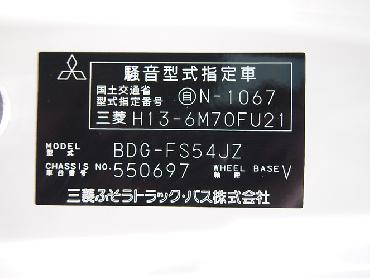 騒音型式指定車
国土交通省
型式指定番号 自N-1067
三菱 H13-6M70FU21
MODEL
型式 BDG-FS54JZ
CHASSIS NO. 550697 WHEEL BASE V
車台番号 軸距
三菱ふそうトラック・バス株式会社